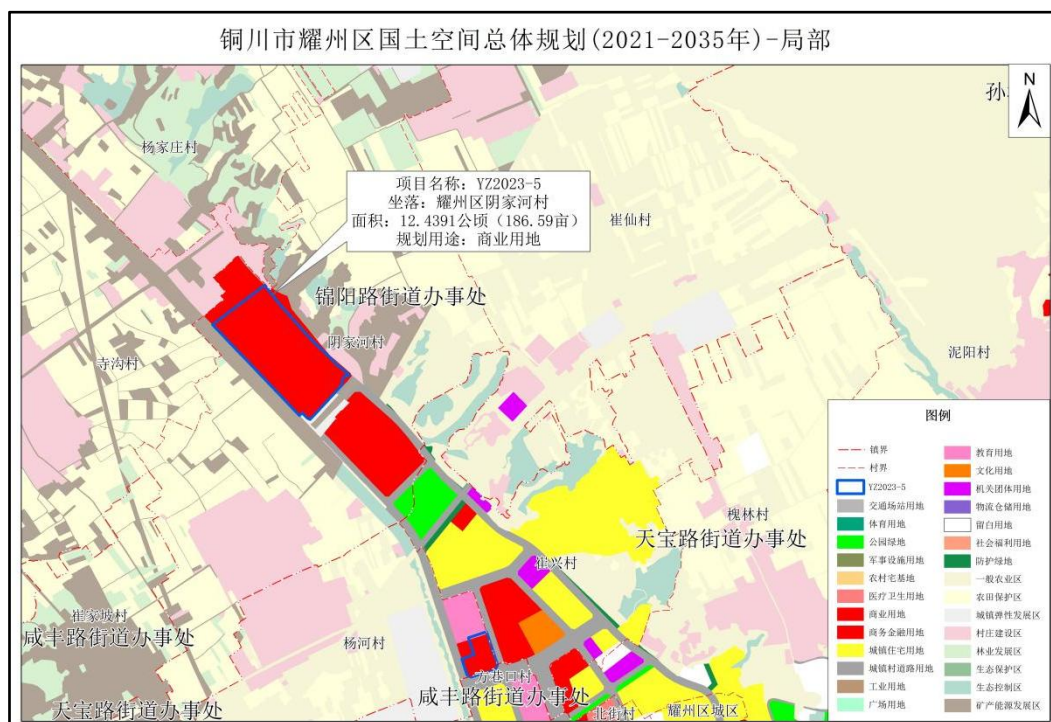 铜川市耀州区国土空间总体规划(2021-2035年)-局部
N
孙
杨家庄村
项目名称：YZ2023-5
坐落：耀州区阴家河村
面积：12.4391公顷（186.59亩）
规划用途：商业用地
崔仙村
锦阳路街道办事处
阴家河村
寺沟村
泥阳村
槐林村
天宝路街道办事处
崔兴村
崔家坡村
咸丰路街道办事处
杨河村
方巷口村
咸丰路街道办事处
天宝路街道办事处
北街村
耀州区城区
图例
镇界
村界
YZ2023-5
交通场站用地
体育用地
公园绿地
军事设施用地
农村宅基地
医疗卫生用地
商业用地
商务金融用地
城镇住宅用地
城镇村道路用地
工业用地
广场用地
教育用地
文化用地
机关团体用地
物流仓储用地
留白用地
社会福利用地
防护绿地
一般农业区
农田保护区
城镇弹性发展区
村庄建设区
林业发展区
生态保护区
生态控制区
矿产能源发展区